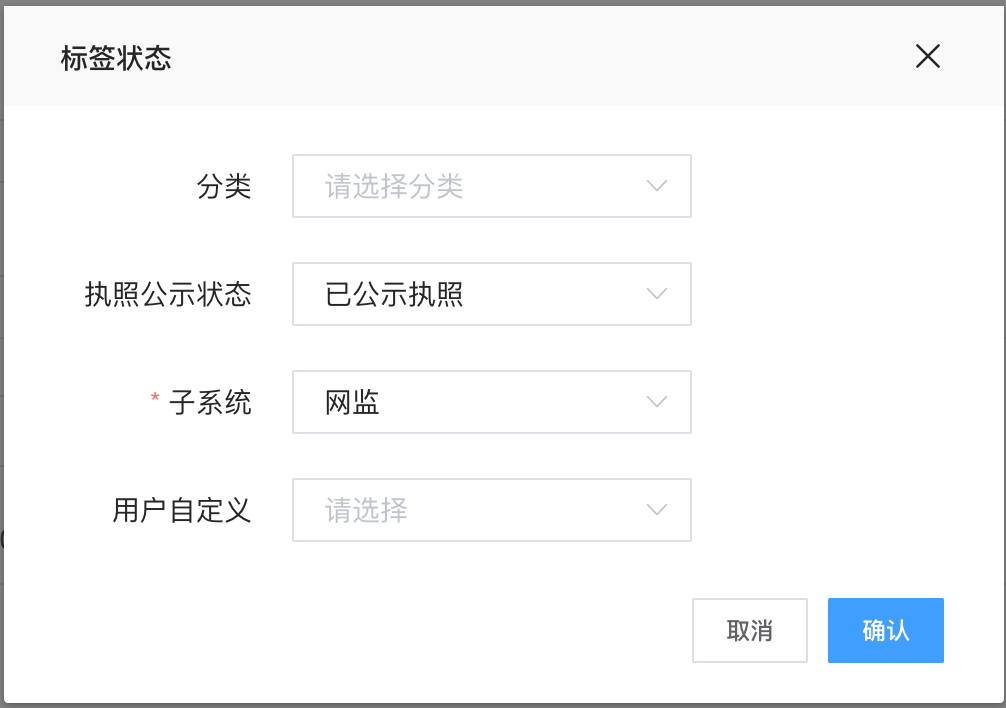 标签状态
分类 请选择分类
执照公示状态 已公示执照
* 子系统 网监
用户自定义 请选择
取消 确认